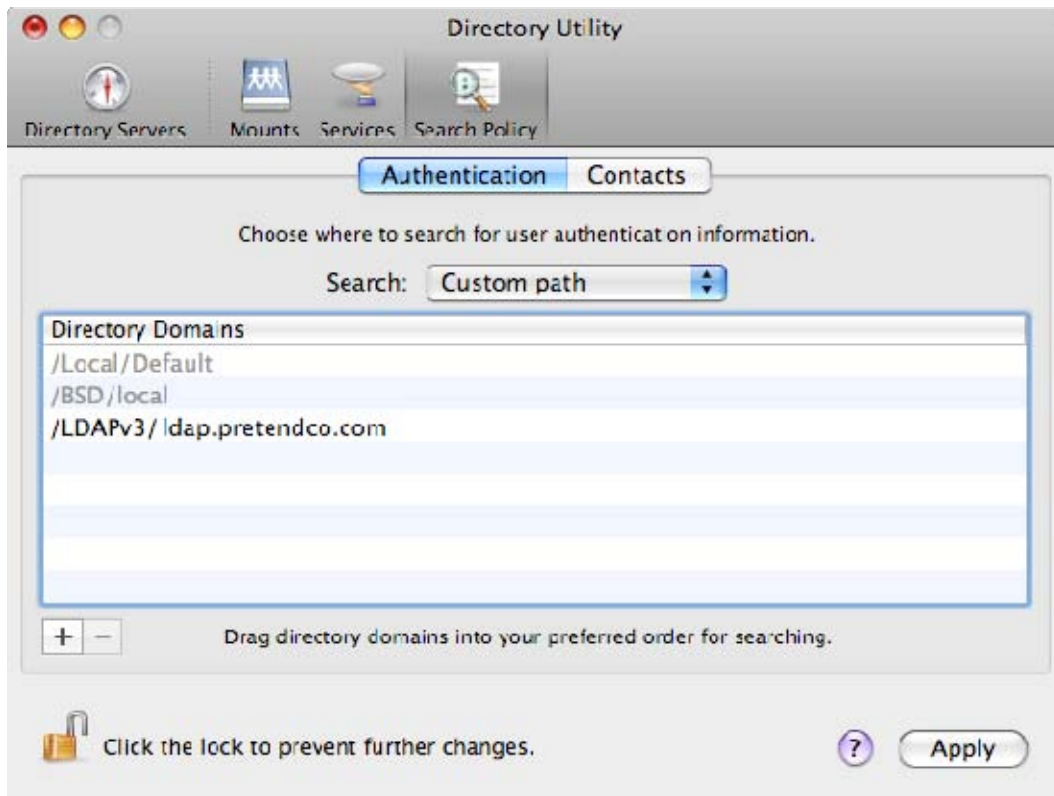 Directory Utility
Directory Servers Mounts Services Search Policy
Authentication Contacts
Choose where to search for user authentication information.
Search: Custom path
Directory Domains
/Local/Default
/BSD/local
/LDAPv3/ ldap.pretendco.com
+ −
Drag directory domains into your preferred order for searching.
Click the lock to prevent further changes.
? Apply